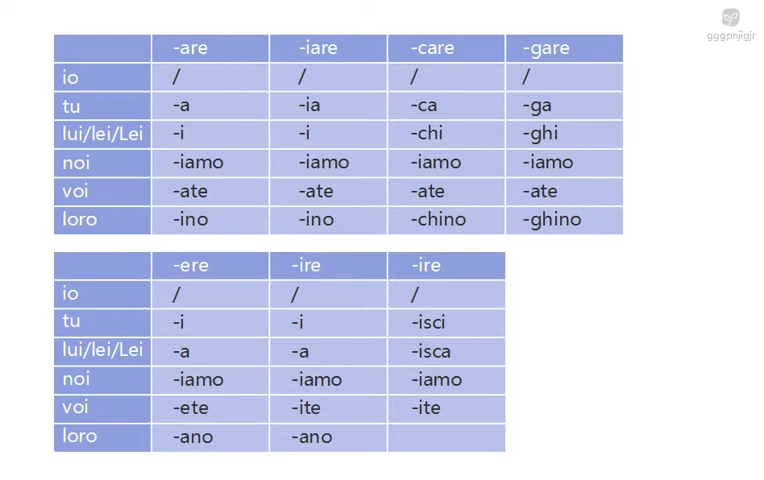 gggpnjigjr
-are -iare -care -gare
io / / / /
tu -a -ia -ca -ga
lui/lei/Lei -i -i -chi -ghi
noi -iamo -iamo -iamo -iamo
voi -ate -ate -ate -ate
loro -ino -ino -chino -ghino
-ere -ire -ire
io / / /
tu -i -i -isci
lui/lei/Lei -a -a -isca
noi -iamo -iamo -iamo
voi -ete -ite -ite
loro -ano -ano